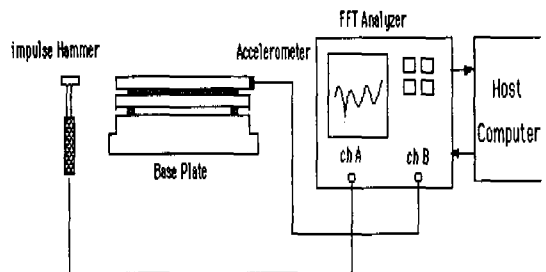 FFT Analyzer
impulse Hammer
Accelerometer
Host
Computer
ch A
ch B
Base Plate